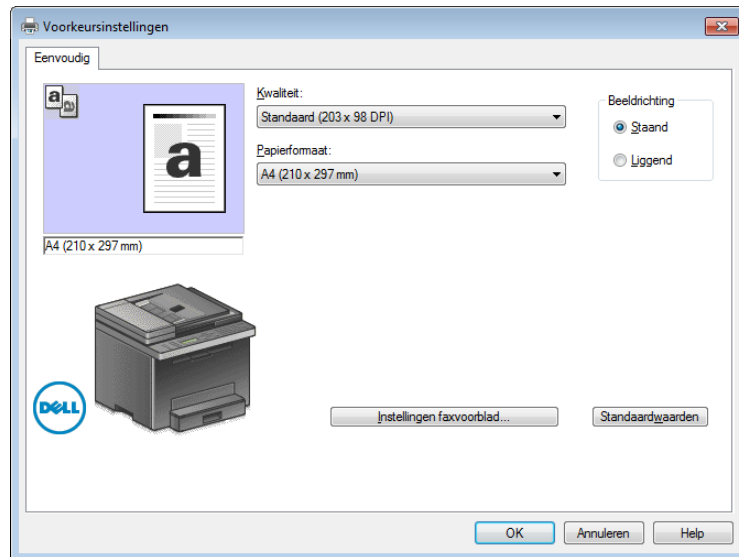 Voorkeursinstellingen
Eenvoudig
a
a
Kwaliteit:
Standaard (203 x 98 DPI)
Papierformaat:
A4 (210 x 297 mm)
Beeldrichting
Staand
Liggend
a
A4 (210 x 297 mm)
DELL
Instellingen faxvoorblad...
Standaardwaarden
OK
Annuleren
Help